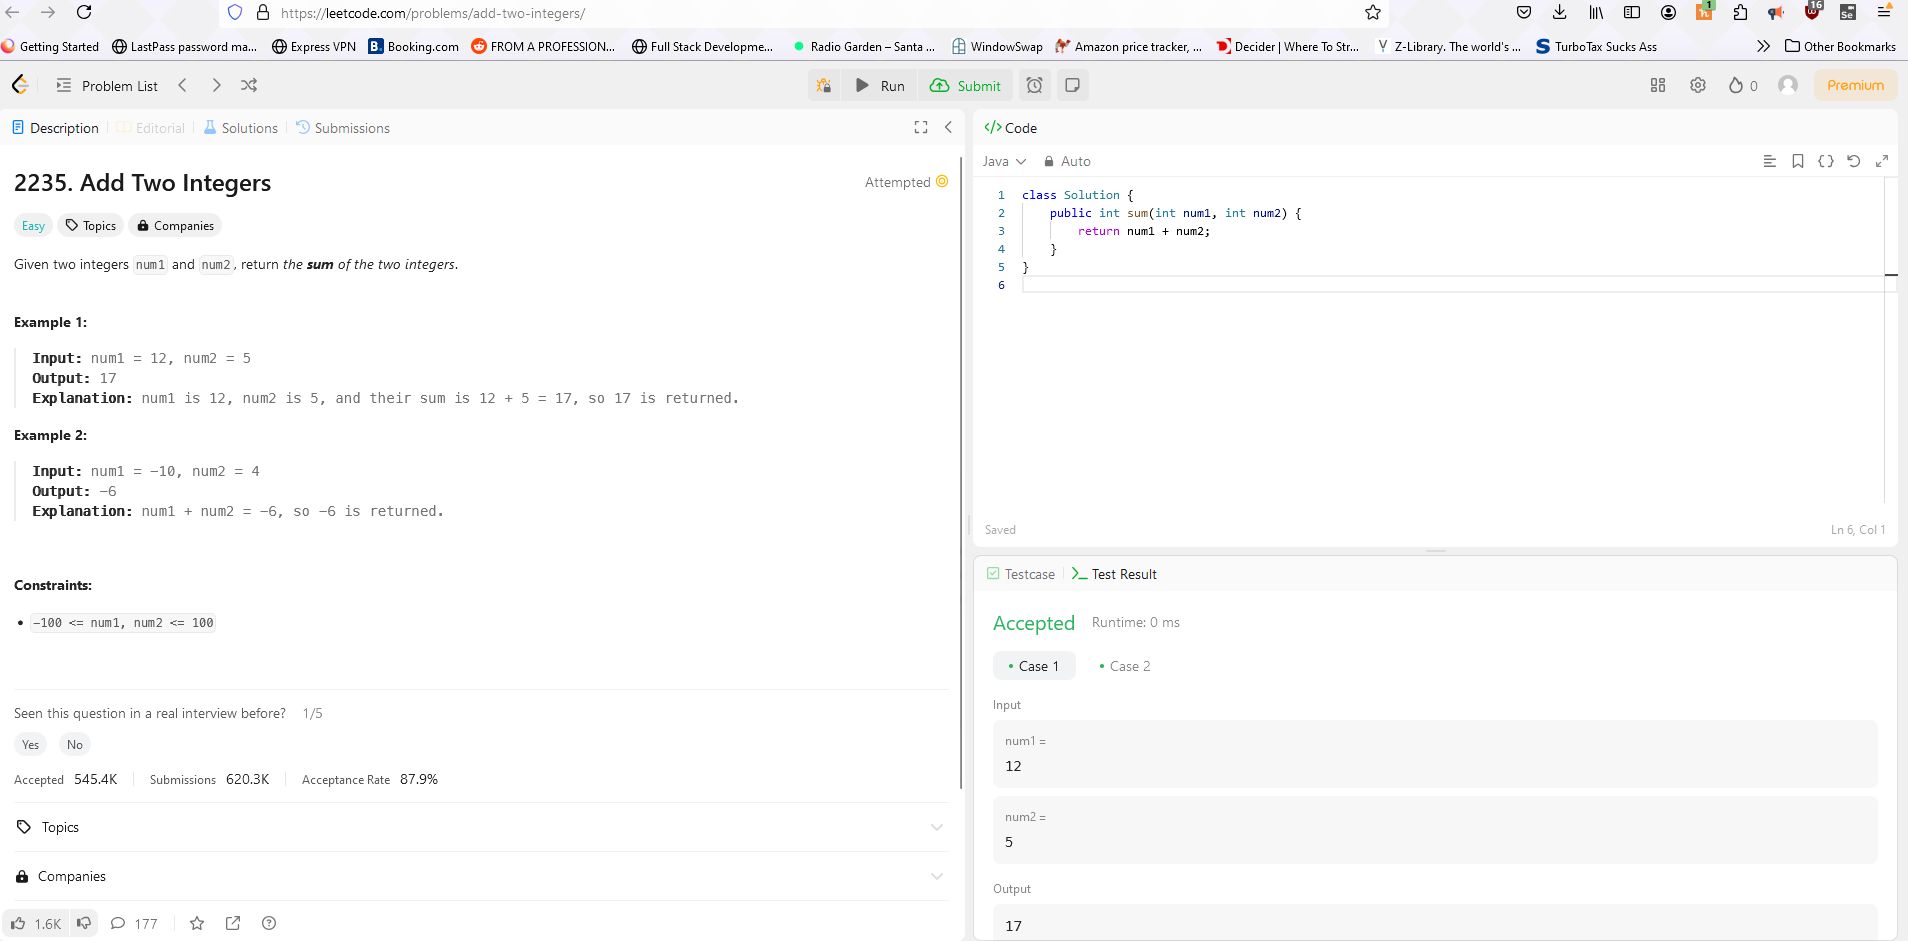 https://leetcode.com/problems/add-two-integers/
1
16
Se
Getting Started LastPass password ma... Express VPN B. Booking.com FROM A PROFESSION... Full Stack Developme... Radio Garden – Santa ... WindowSwap Amazon price tracker, ... Decider | Where To Str... Z-Library. The world's ... TurboTax Sucks Ass Other Bookmarks
Problem List Run Submit 0 Premium
Description Editorial Solutions Submissions
2235. Add Two Integers
Attempted
Easy Topics Companies
Given two integers num1 and num2, return the sum of the two integers.
Example 1:
Input: num1 = 12, num2 = 5
Output: 17
Explanation: num1 is 12, num2 is 5, and their sum is 12 + 5 = 17, so 17 is returned.
Example 2:
Input: num1 = -10, num2 = 4
Output: -6
Explanation: num1 + num2 = -6, so -6 is returned.
Constraints:
• -100 <= num1, num2 <= 100
Seen this question in a real interview before? 1/5
Yes No
Accepted 545.4K Submissions 620.3K Acceptance Rate 87.9%
Topics
Companies
1.6K 177
</> Code
Java Auto
1 class Solution {
2     public int sum(int num1, int num2) {
3         return num1 + num2;
4     }
5 }
6
Saved Ln 6, Col 1
Testcase Test Result
Accepted Runtime: 0 ms
• Case 1 • Case 2
Input
num1 =
12
num2 =
5
Output
17